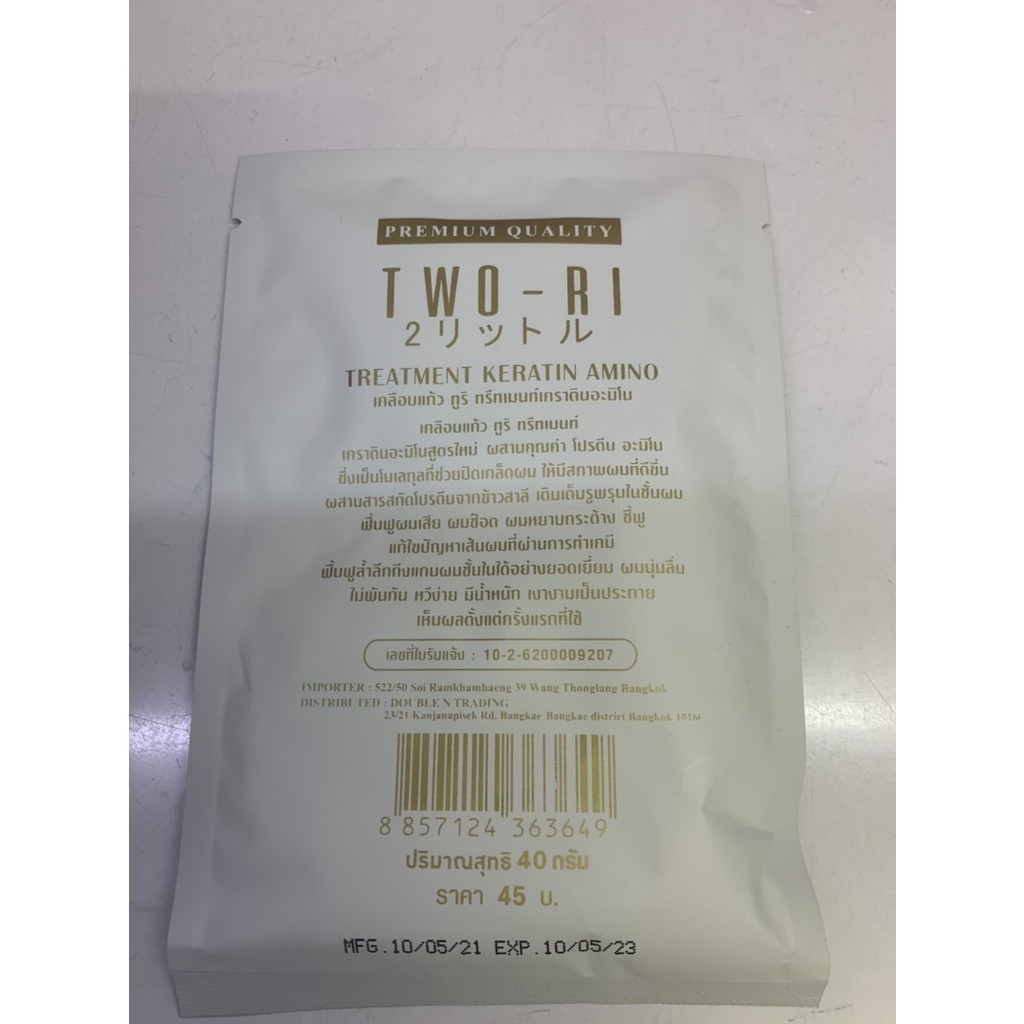 PREMIUM QUALITY
TWO-RI
2リットル
TREATMENT KERATIN AMINO
เคลือบแก้ว ทูริ ทรีทเมนท์เคราตินอะมิโน
เคลือบแก้ว ทูริ ทรีทเมนท์
เคราตินอะมิโนสูตรใหม่ ผสานคุณค่า โปรตีน อะมิโน
ซึ่งเป็นโมเลกุลที่ช่วยปิดเกล็ดผม ให้มีสภาพผมที่ดีขึ้น
ผสานสารสกัดโปรตีนจากข้าวสาลี เติมเต็มรูพรุนในชั้นผม
ฟื้นฟูผมเสีย ผมช๊อต ผมหยาบกระด้าง ชี้ฟู
แก้ไขปัญหาเส้นผมที่ผ่านการทำเคมี
ฟื้นฟูล้ำลึกถึงแกนผมชั้นในได้อย่างยอดเยี่ยม ผมนุ่มลื่น
ไม่พันกัน หวีง่าย มีน้ำหนัก เงางามเป็นประกาย
เห็นผลตั้งแต่ครั้งแรกที่ใช้
เลขที่ใบรับแจ้ง : 10-2-6200009207
IMPORTER : 522/50 Soi Ramkhamhaeng 39 Wang Thonglang Bangkok
DISTRIBUTED : DOUBLE N TRADING
23/21 Kanjanapisek Rd. Bangkae Bangkae district Bangkok 10160
8 857124 363649
ปริมาณสุทธิ 40 กรัม
ราคา 45 บ.
MFG.10/05/21 EXP.10/05/23